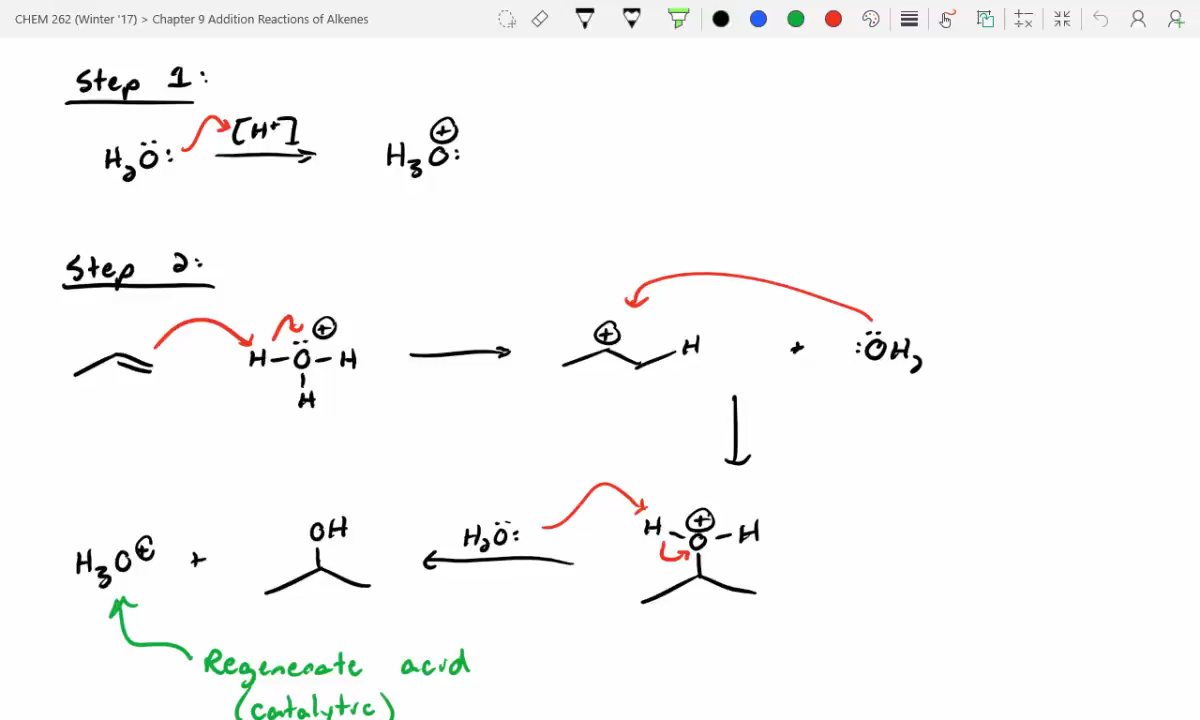 CHEM 262 (Winter '17) > Chapter 9 Addition Reactions of Alkenes
Step 1:
H₂Ö: [H⁺] H₃O:⊕
Step 2:
H-Ö-H ⊕
H
⊕ H + :ÖH₂
H₃O⊕ + OH H₂Ö: H-O-H ⊕
Regenerate acid
(catalytic)